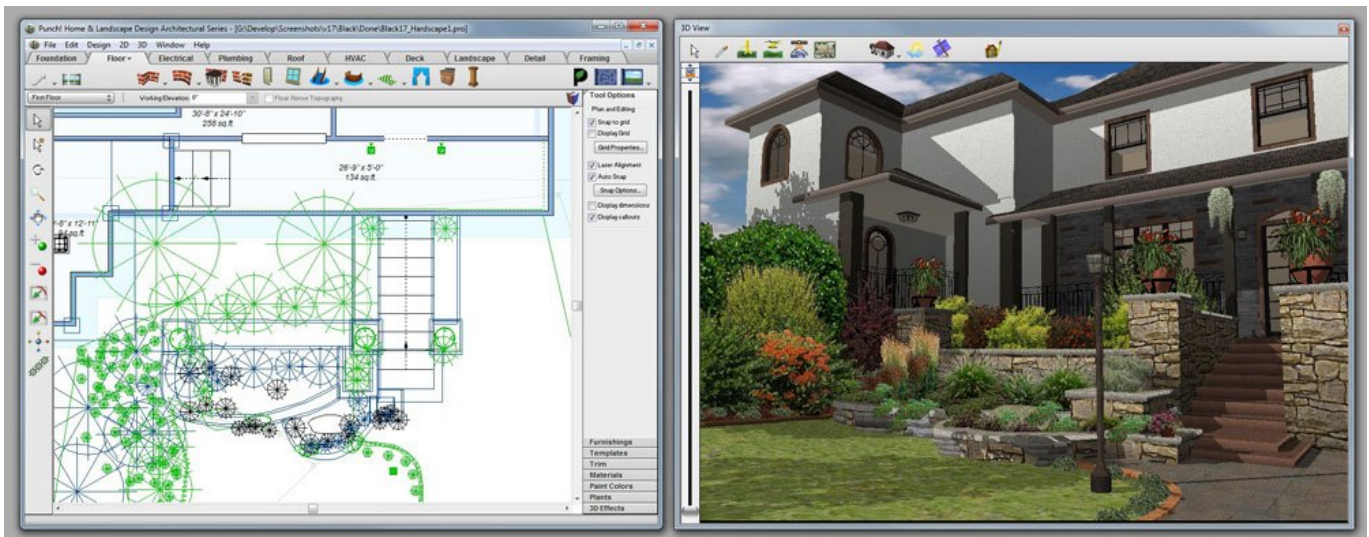 Punch! Home & Landscape Design Architectural Series - [G:\Develop\Screenshots\v17\Black\Done\Black17_Hardscape1.pro]
File Edit Design 2D 3D Window Help
Foundation Floor Electrical Plumbing Roof HVAC Deck Landscape Detail Framing
First Floor Working Elevation 0" Float Above Topography
Tool Options
Plan and Editing
Snap to grid
Display Grid
Grid Properties...
Laser Alignment
Auto Snap
Snap Options...
Display dimensions
Display callouts
30'-8" x 24'-10"
258 sq.ft.
26'-9" x 5'-0"
134 sq.ft.
Furnishings
Templates
Trim
Materials
Paint Colors
Plants
3D Effects
3D View